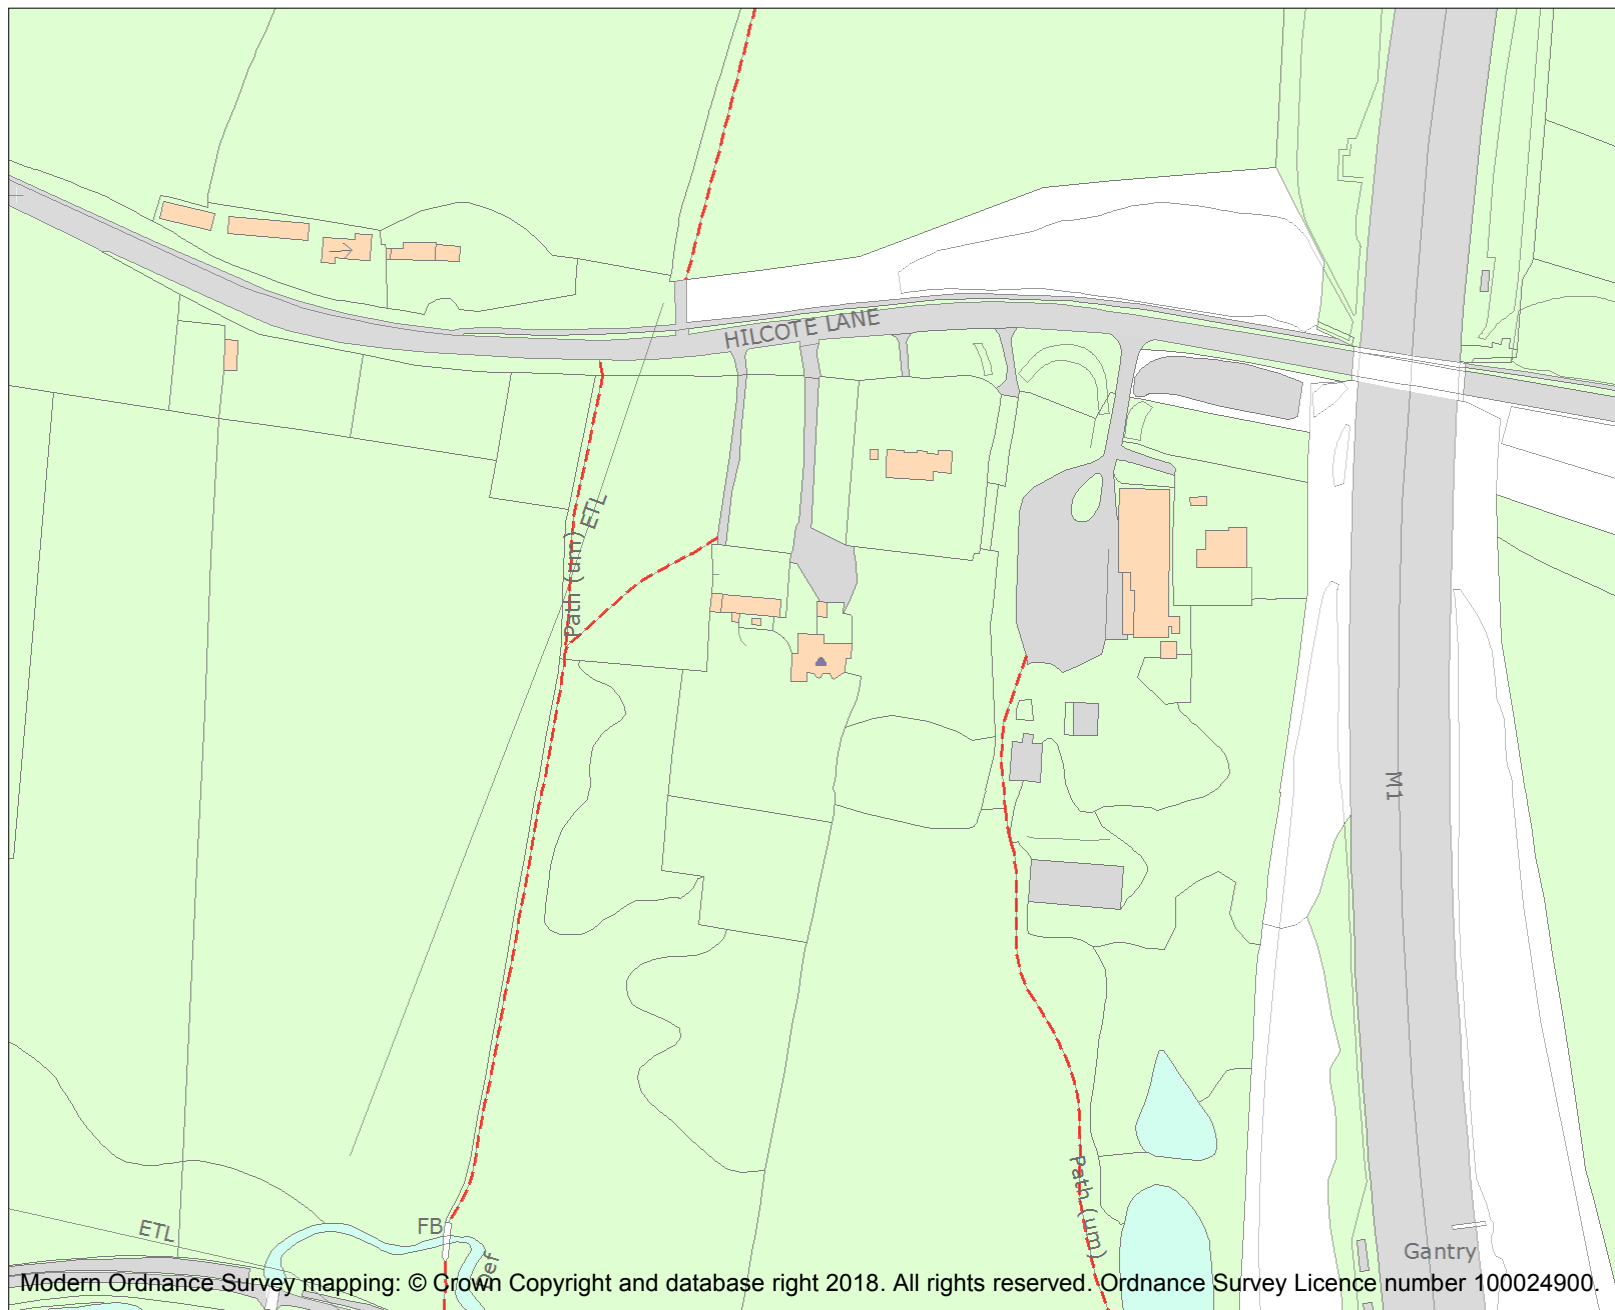 HILCOTE LANE
ETL
Path (um)
M1
Path (um)
FB
ETL
Def
Gantry
Modern Ordnance Survey mapping: © Crown Copyright and database right 2018. All rights reserved. Ordnance Survey Licence number 100024900.